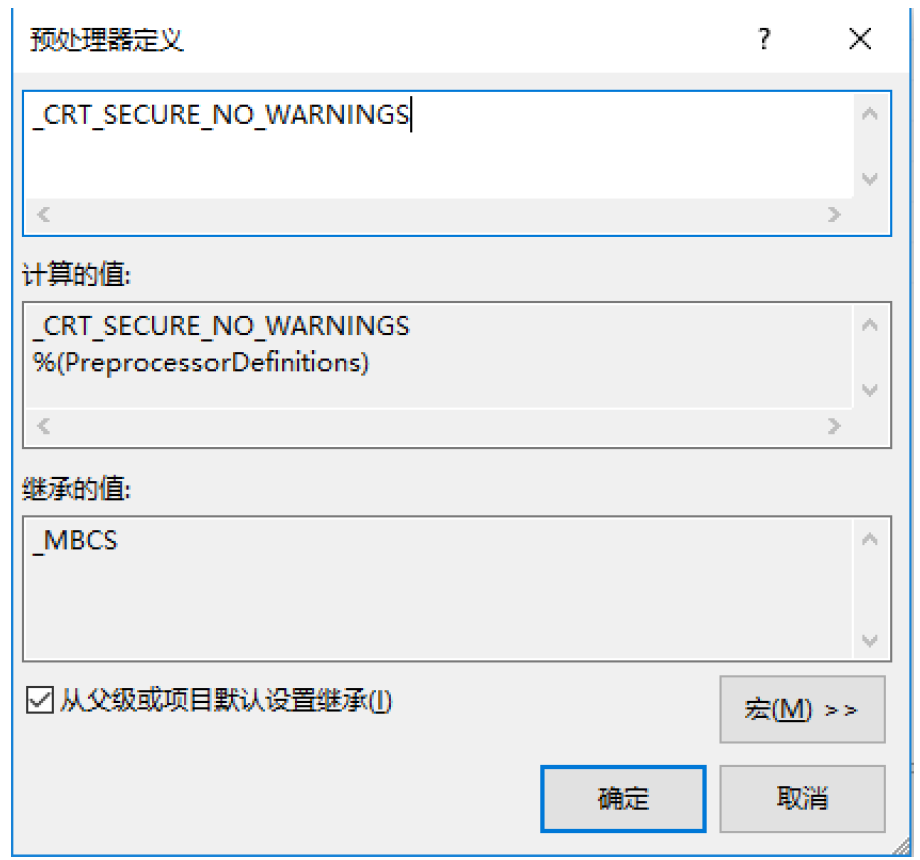 预处理器定义
?
_CRT_SECURE_NO_WARNINGS
计算的值:
_CRT_SECURE_NO_WARNINGS
%(PreprocessorDefinitions)
继承的值:
_MBCS
从父级或项目默认设置继承(I)
宏(M) >>
确定 取消